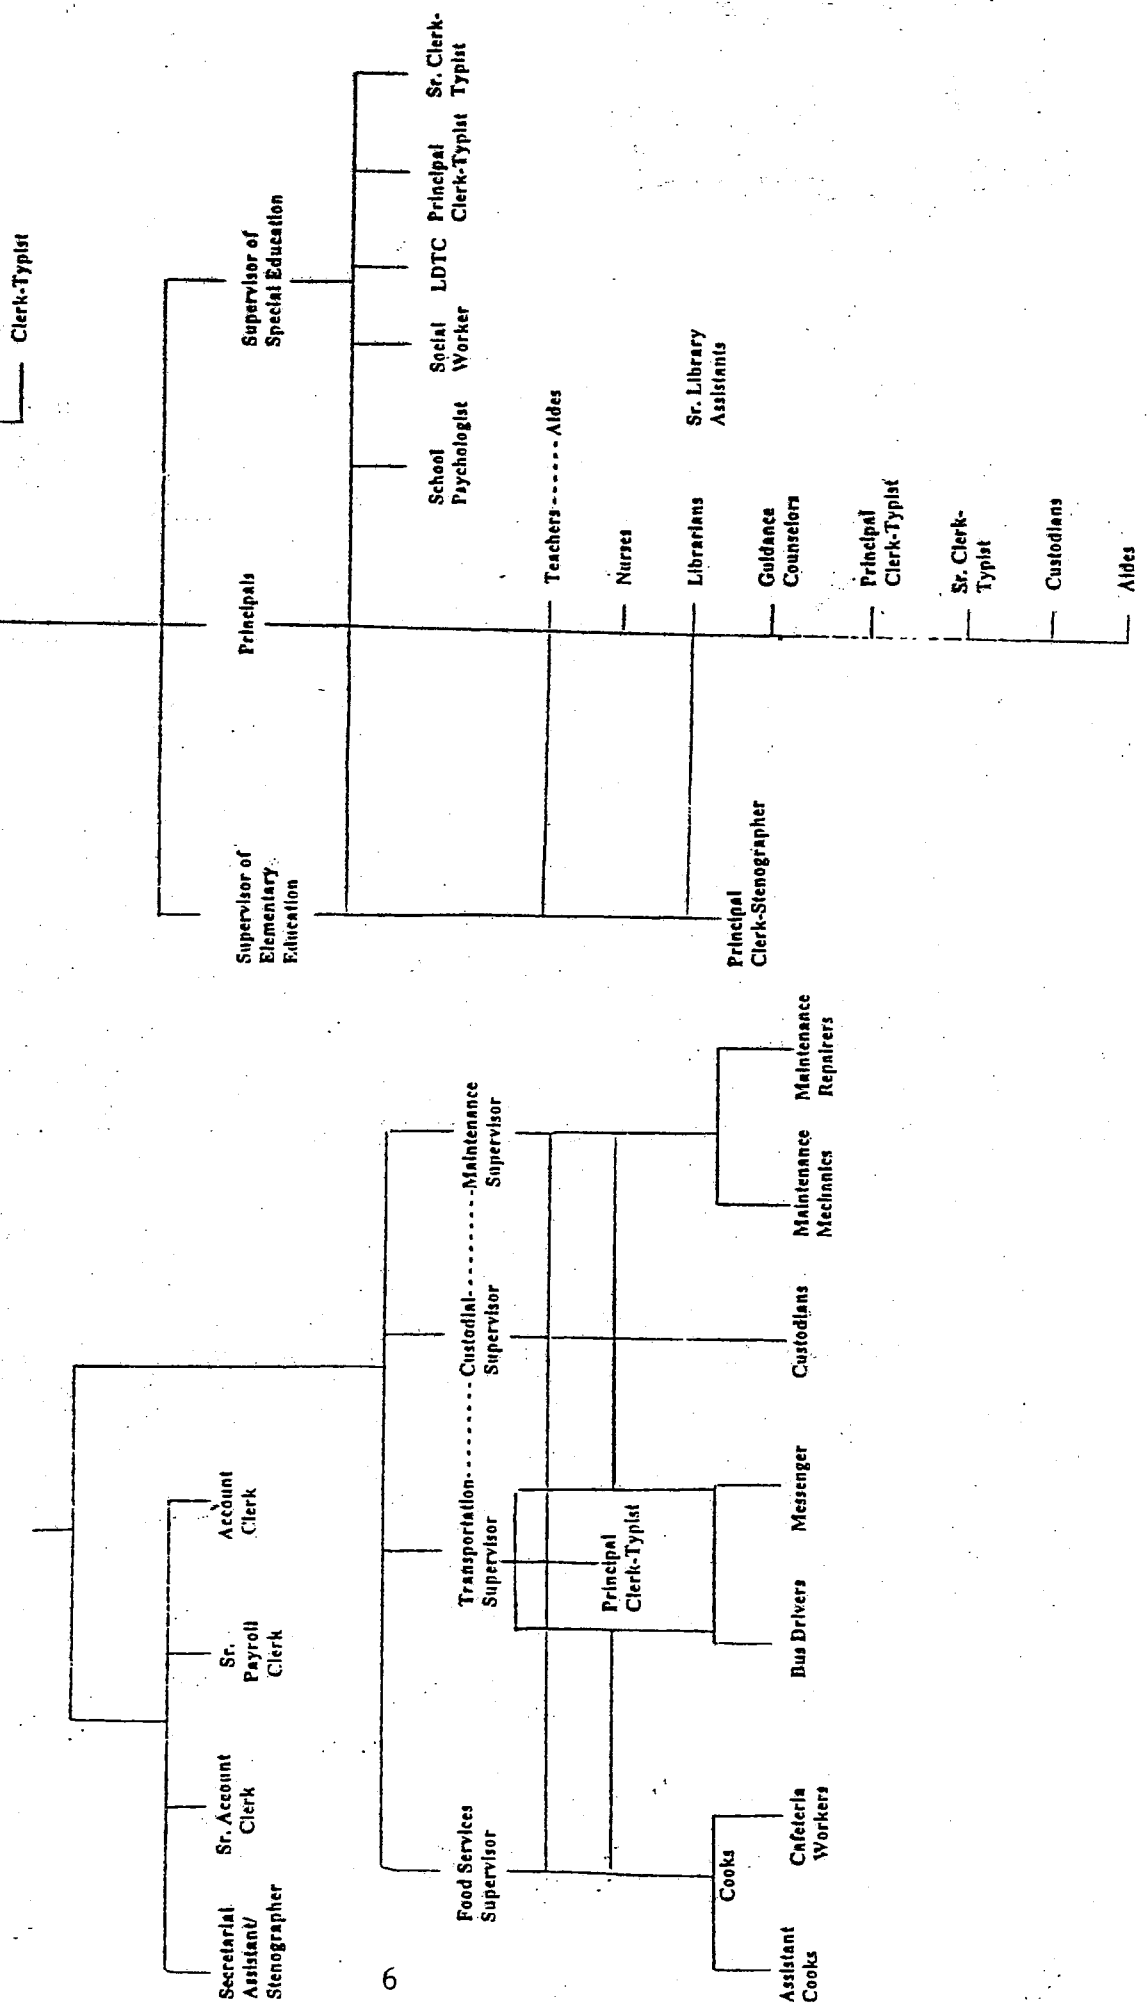 Clerk-Typist
Supervisor of
Elementary
Education
Principals
Supervisor of
Special Education
School
Psychologist
Social
Worker
LDTC
Principal
Clerk-Typist
Sr. Clerk-
Typist
Teachers------Aides
Nurses
Librarians
Sr. Library
Assistants
Guidance
Counselors
Principal
Clerk-Typist
Sr. Clerk-
Typist
Custodians
Aides
Principal
Clerk-Stenographer
Secretarial
Assistant/
Stenographer
Sr. Account
Clerk
Sr.
Payroll
Clerk
Account
Clerk
Food Services
Supervisor
Transportation
Supervisor
Custodial
Supervisor
Maintenance
Supervisor
Principal
Clerk-Typist
Cooks
Assistant
Cooks
Cafeteria
Workers
Bus Drivers
Messenger
Custodians
Maintenance
Mechanics
Maintenance
Repairers
6